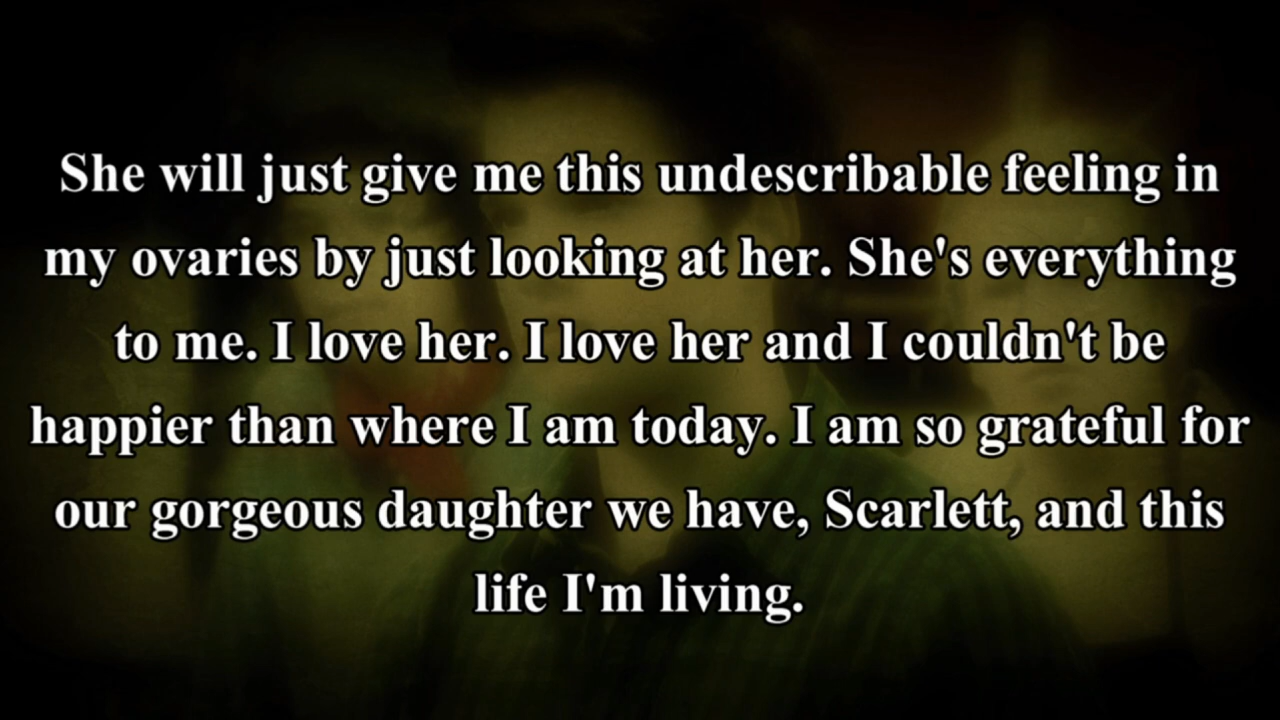 She will just give me this undescribable feeling in
my ovaries by just looking at her. She's everything
to me. I love her. I love her and I couldn't be
happier than where I am today. I am so grateful for
our gorgeous daughter we have, Scarlett, and this
life I'm living.